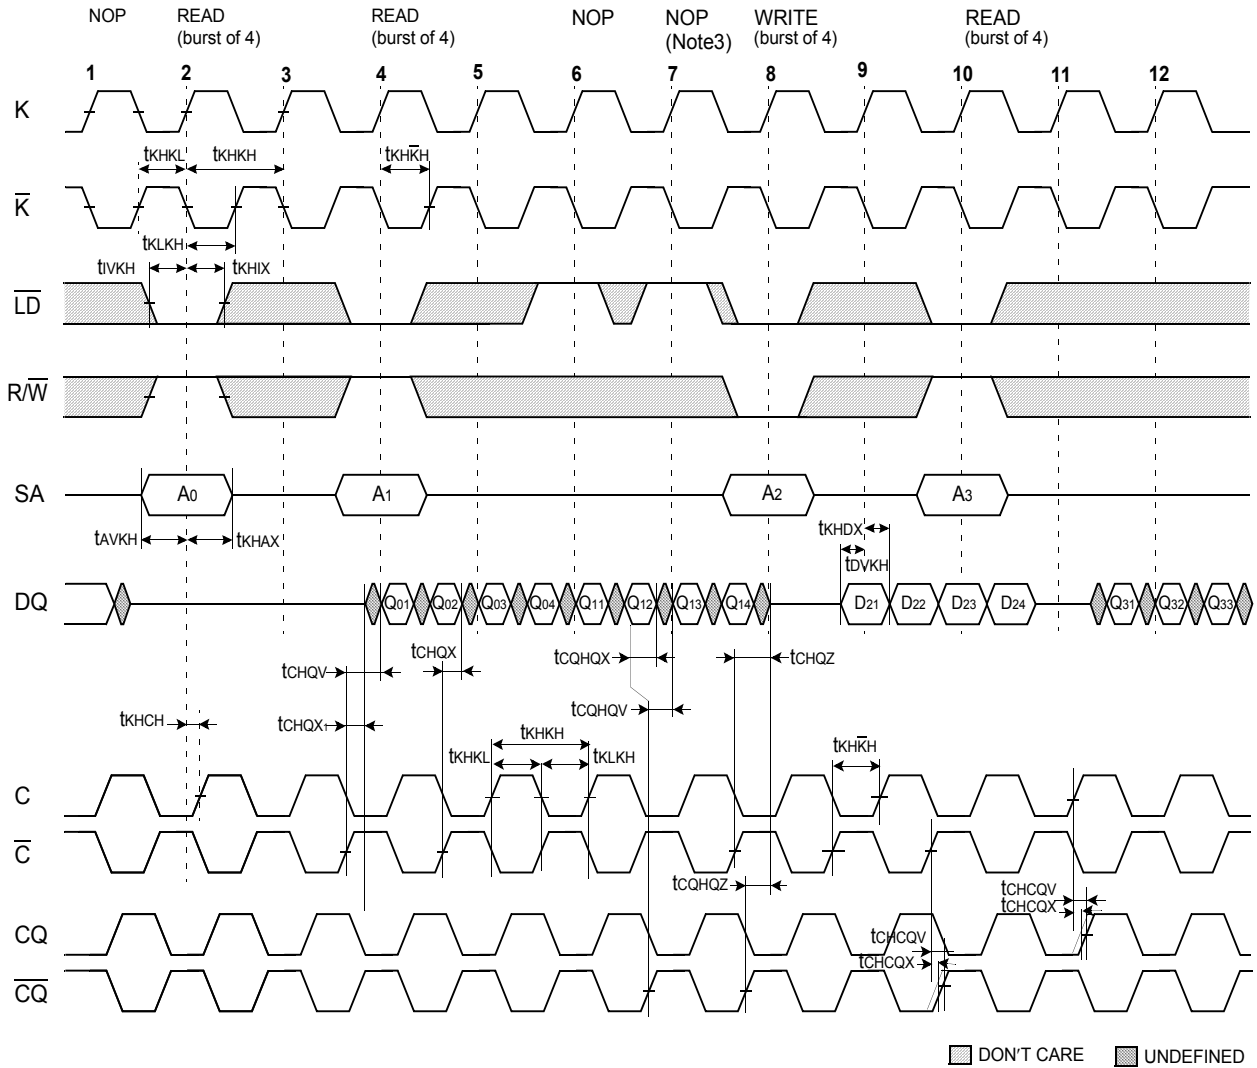 NOP READ READ NOP NOP WRITE READ
(burst of 4) (burst of 4) (Note3) (burst of 4) (burst of 4)
1 2 3 4 5 6 7 8 9 10 11 12
K
tKHKL tKHKH tKHK̅H
K̅
tKLKH
tIVKH tKHIX
L̅D̅
R/W̅
SA A0 A1 A2 A3
tAVKH tKHAX tKHDX
tDVKH
DQ Q01 Q02 Q03 Q04 Q11 Q12 Q13 Q14 D21 D22 D23 D24 Q31 Q32 Q33
tCHQV tCHQX tCQHQX tCHQZ
tKHCH tCHQX1 tCQHQV
tKHKH tKHK̅H
tKHKL tKLKH
C
C̅
tCQHQZ tCHCQV
tCHCQX
CQ tCHCQV
tCHCQX
C̅Q̅
DON'T CARE UNDEFINED